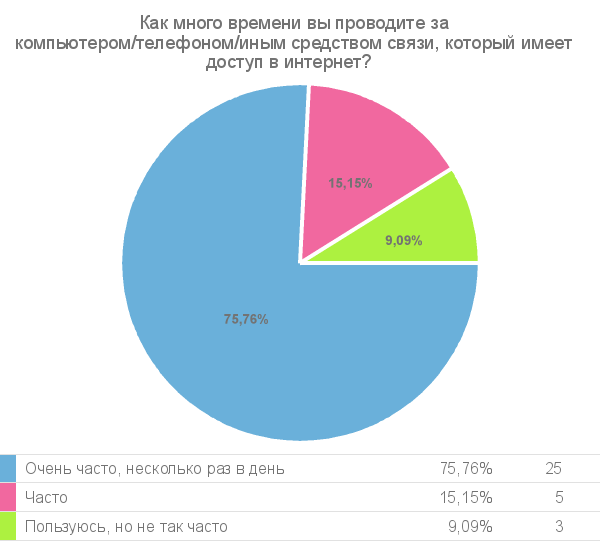 Как много времени вы проводите за
компьютером/телефоном/иным средством связи, который имеет
доступ в интернет?
15,15%
9,09%
75,76%
Очень часто, несколько раз в день 75,76% 25
Часто 15,15% 5
Пользуюсь, но не так часто 9,09% 3